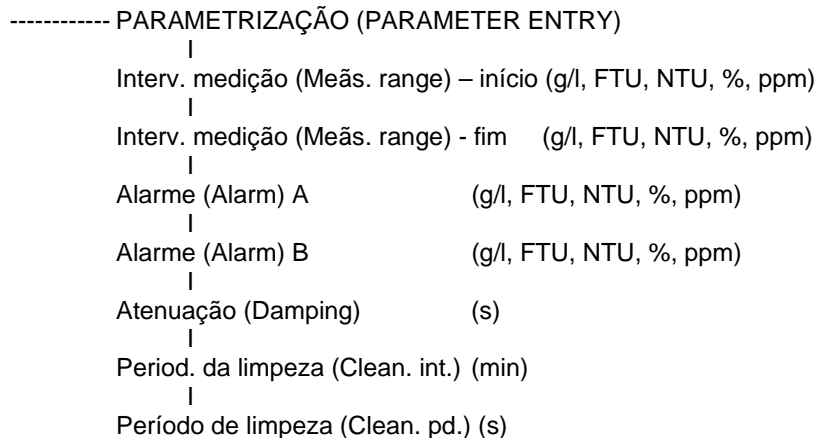 ------------ PARAMETRIZAÇÃO (PARAMETER ENTRY)
I
Interv. medição (Meãs. range) – início (g/l, FTU, NTU, %, ppm)
I
Interv. medição (Meãs. range) - fim (g/l, FTU, NTU, %, ppm)
I
Alarme (Alarm) A (g/l, FTU, NTU, %, ppm)
I
Alarme (Alarm) B (g/l, FTU, NTU, %, ppm)
I
Atenuação (Damping) (s)
I
Period. da limpeza (Clean. int.) (min)
I
Período de limpeza (Clean. pd.) (s)